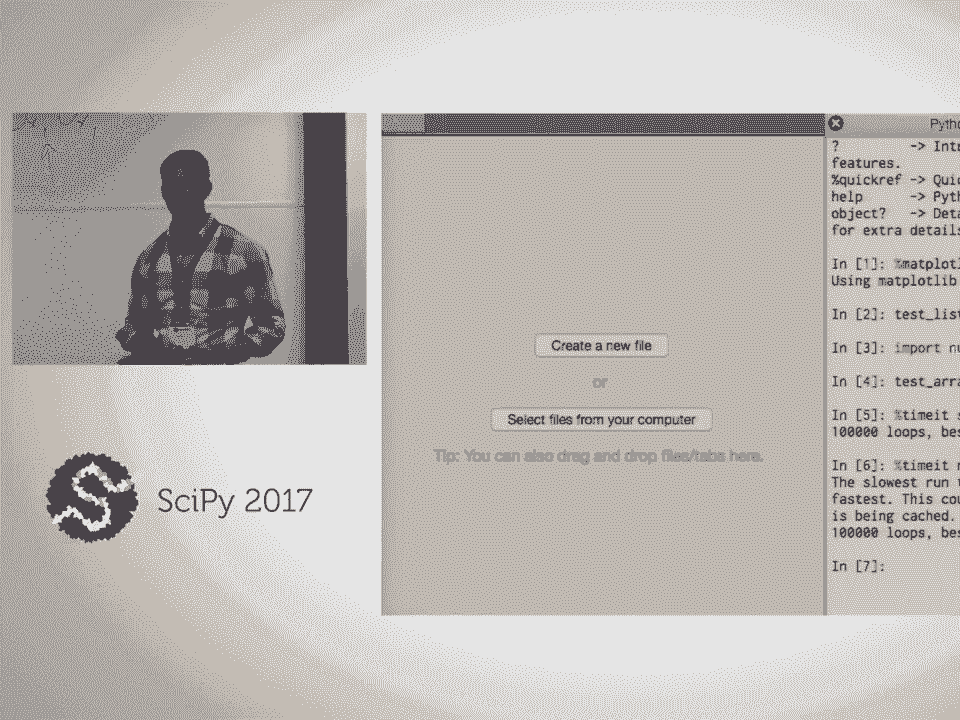 SciPy 2017
Create a new file
or
Select files from your computer
Tip: You can also drag and drop files/tabs here.
Pytho
? -> Intr
features.
%quickref -> Quic
help -> Pyth
object? -> Deta
for extra details
In [1]: %matplotl
Using matplotlib
In [2]: test_list
In [3]: import nu
In [4]: test_arra
In [5]: %timeit s
100000 loops, bes
In [6]: %timeit n
The slowest run t
fastest. This cou
is being cached.
100000 loops, bes
In [7]: